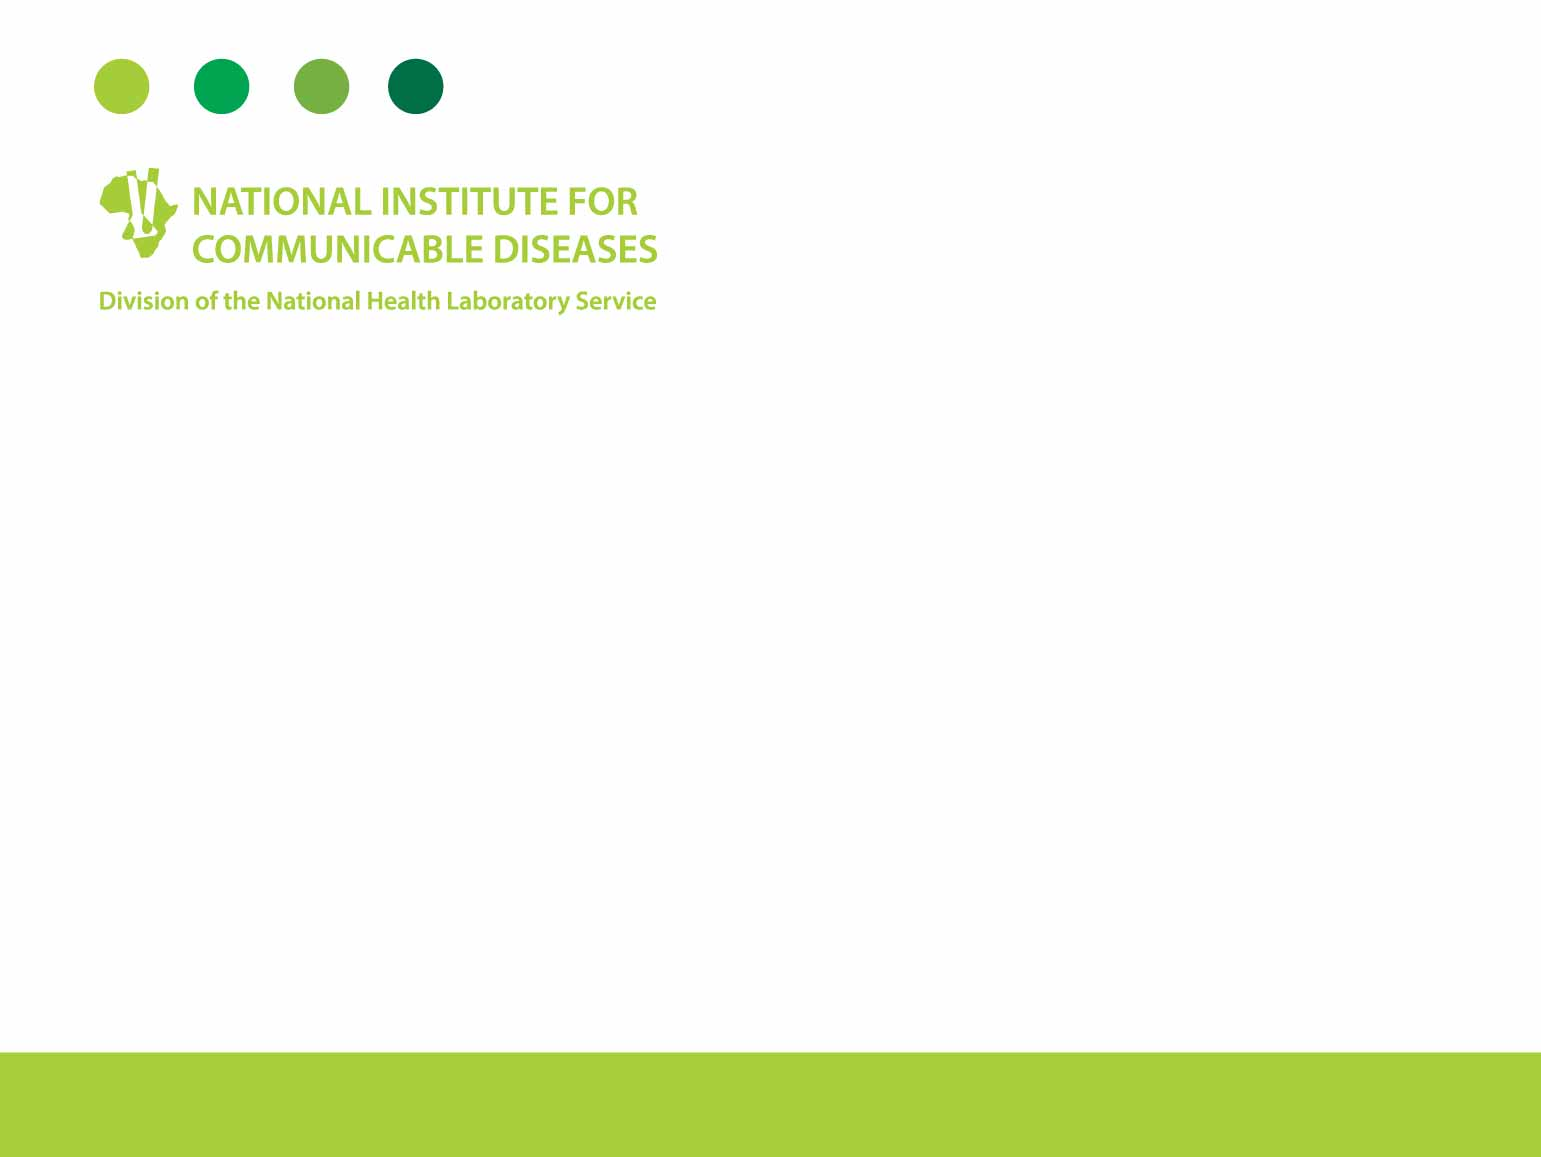 NATIONAL INSTITUTE FOR
COMMUNICABLE DISEASES
Division of the National Health Laboratory Service